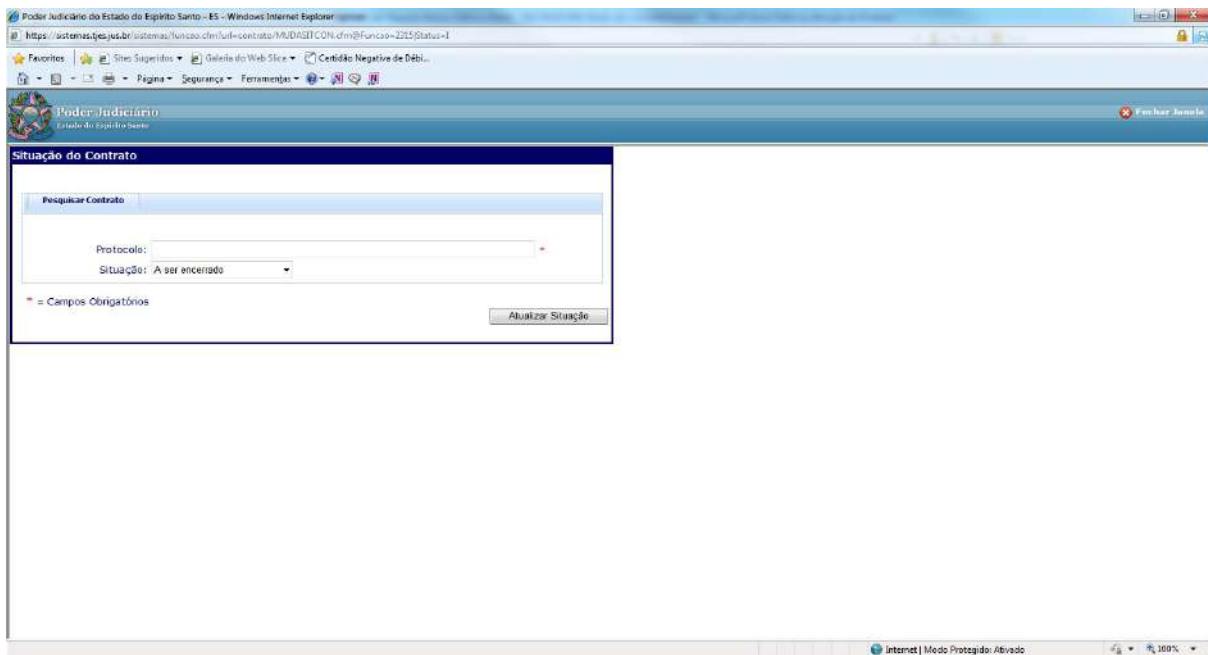 Poder Judiciário do Estado do Espírito Santo - ES - Windows Internet Explorer
https://sistemas.tjes.jus.br/sistemas/funcao.cfm?url=contrato/MUDASITCON.cfm@Funcao=2215|Status=1
Favoritos Sites Sugeridos Galeria do Web Slice Certidão Negativa de Débi...
Página Segurança Ferramentas
Poder Judiciário
Estado do Espírito Santo
Fechar Janela
Situação do Contrato
Pesquisar Contrato
Protocolo: *
Situação: A ser encerrado
* = Campos Obrigatórios
Atualizar Situação
Internet | Modo Protegido: Ativado 100%